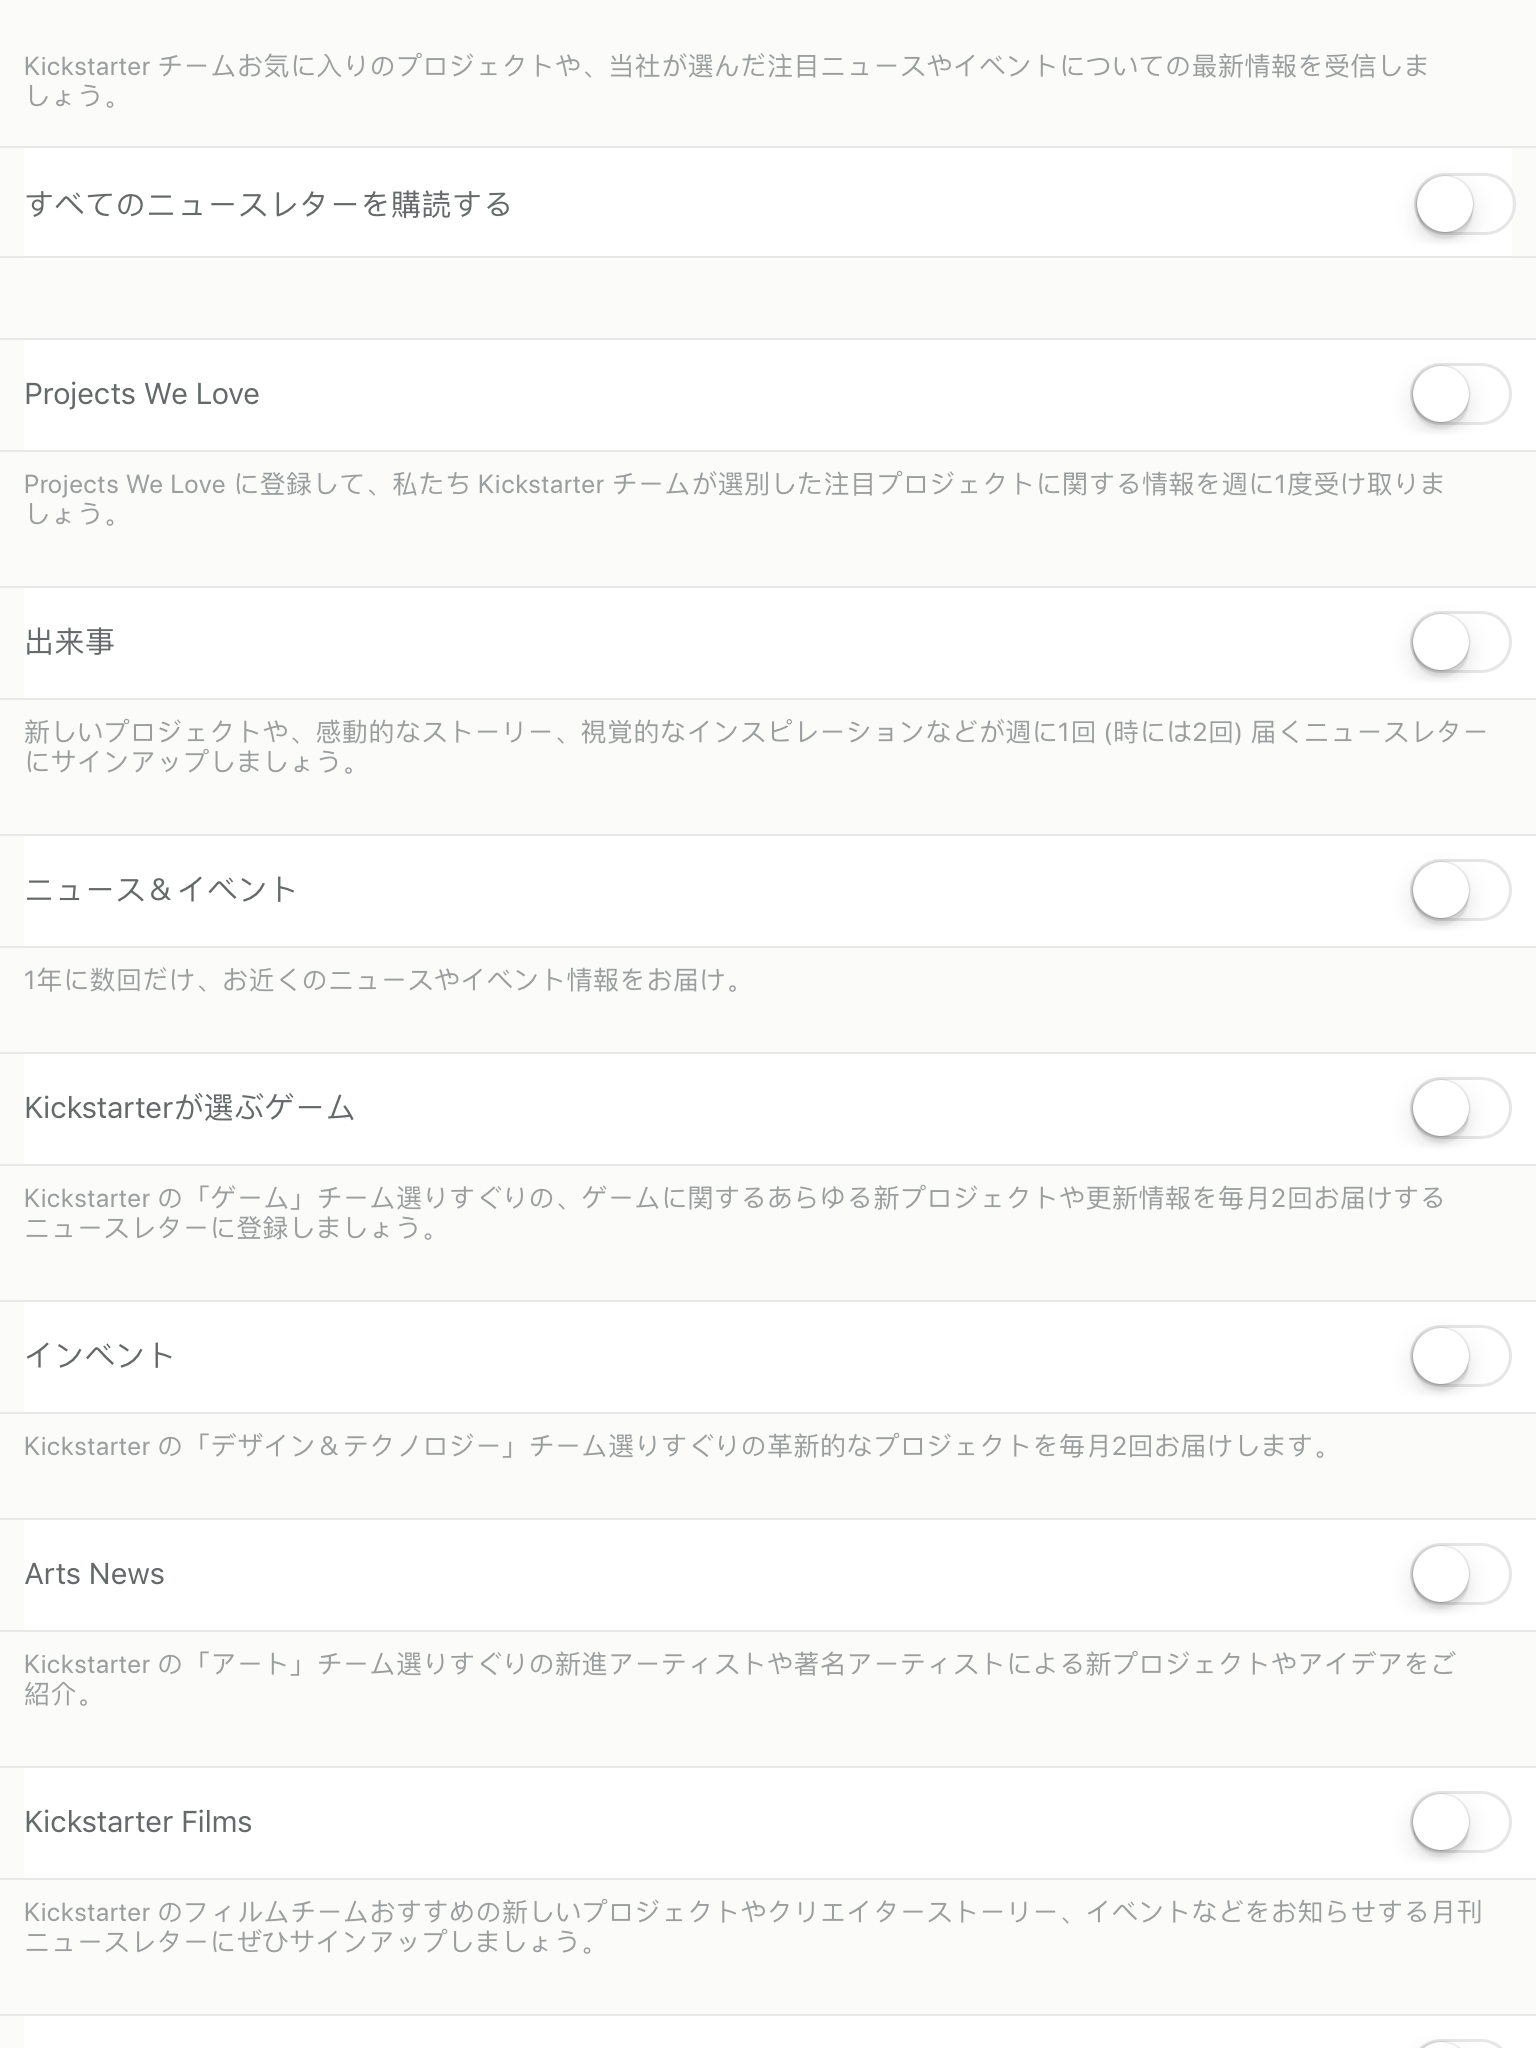 Kickstarter チームお気に入りのプロジェクトや、当社が選んだ注目ニュースやイベントについての最新情報を受信しま
しょう。
すべてのニュースレターを購読する
Projects We Love
Projects We Love に登録して、私たち Kickstarter チームが選別した注目プロジェクトに関する情報を週に1度受け取りま
しょう。
出来事
新しいプロジェクトや、感動的なストーリー、視覚的なインスピレーションなどが週に1回 (時には2回) 届くニュースレター
にサインアップしましょう。
ニュース＆イベント
1年に数回だけ、お近くのニュースやイベント情報をお届け。
Kickstarterが選ぶゲーム
Kickstarter の「ゲーム」チーム選りすぐりの、ゲームに関するあらゆる新プロジェクトや更新情報を毎月2回お届けする
ニュースレターに登録しましょう。
インベント
Kickstarter の「デザイン＆テクノロジー」チーム選りすぐりの革新的なプロジェクトを毎月2回お届けします。
Arts News
Kickstarter の「アート」チーム選りすぐりの新進アーティストや著名アーティストによる新プロジェクトやアイデアをご
紹介。
Kickstarter Films
Kickstarter のフィルムチームおすすめの新しいプロジェクトやクリエイターストーリー、イベントなどをお知らせする月刊
ニュースレターにぜひサインアップしましょう。